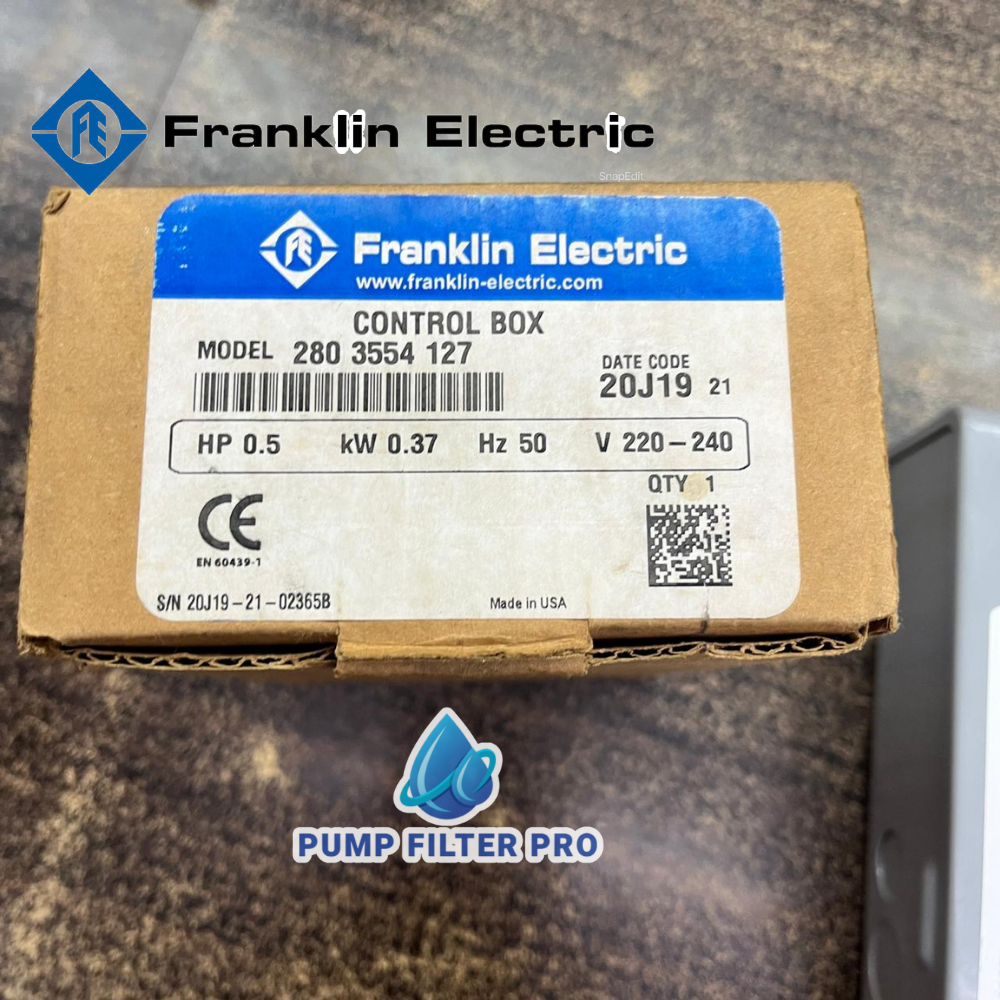 Franklin Electric
SnapEdit
FE Franklin Electric
www.franklin-electric.com
CONTROL BOX
MODEL 280 3554 127
DATE CODE
20J19 21
HP 0.5 kW 0.37 Hz 50 V 220-240
QTY 1
CE
EN 60439-1
S/N 20J19-21-02365B
Made in USA
PUMP FILTER PRO